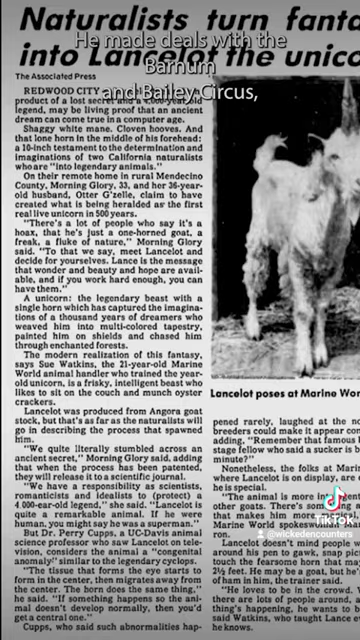 Naturalists turn fanta
into Lancelot the unico
He made deals with the
Barnum
and Bailey Circus,
The Associated Press
REDWOOD CITY
product of a lost secret and a 4,000-year-old
legend, may be living proof that an ancient
dream can come true in a computer age.
Shaggy white mane. Cloven hooves. And
that lone horn in the middle of his forehead:
a 10-inch testament to the determination and
imaginations of two California naturalists
who are "into legendary animals."
On their remote home in rural Mendecino
County, Morning Glory, 33, and her 36-year-
old husband, Otter G'zelle, claim to have
created what is being heralded as the first
real live unicorn in 500 years.
"There's a lot of people who say it's a
hoax, that he's just a one-horned goat, a
freak, a fluke of nature," Morning Glory
said. "To that we say, meet Lancelot and
decide for yourselves. Lance is the message
that wonder and beauty and hope are avail-
able, and if you work hard enough, you can
have them."
A unicorn: the legendary beast with a
single horn which has captured the imagina-
tions of a thousand years of dreamers who
weaved him into multi-colored tapestry,
painted him on shields and chased him
through enchanted forests.
The modern realization of this fantasy,
says Sue Watkins, the 21-year-old Marine
World animal handler who trained the year-
old unicorn, is a frisky, intelligent beast who
likes to sit on the couch and munch oyster
crackers.
Lancelot was produced from Angora goat
stock, but that's as far as the naturalists will
go in describing the process that spawned
him.
"We quite literally stumbled across an
ancient secret," Morning Glory said, adding
that when the process has been patented,
they will release it to a scientific journal.
"We have a responsibility as scientists,
romanticists and idealists to (protect) a
4,000-ear-old legend," she said. "Lancelot is
quite a remarkable animal. If he were
human, you might say he was a superman."
But Dr. Perry Cupps, a UC-Davis animal
science professor who saw Lancelot on tele-
vision, considers the animal a "congenital
anomaly" similar to the legendary cyclops.
"The tissue that forms the eye starts to
form in the center, then migrates away from
the center. The born does the same thing,"
he said. "If something happens so the ani-
mal doesn't develop normally, then you'd
get a central one."
Cupps, who said such abnormalities hap-
Lancelot poses at Marine Wor
pened rarely, laughed at the no
breeders could make it appear con
adding, "Remember that famous
stage fellow who said a sucker is b
minute?"
Nonetheless, the folks at Mari
where Lancelot is on display, are
he is special.
"The animal is more in
other goats. There's som
that makes him more
Marine World spokeswom
ron.
Lancelot doesn't mind people w
around his pen to gawk, snap pic
touch the fearsome horn that may
2½ feet. He may be a goat, but he's
of ham in him, the trainer said.
"He loves to be in the crowd. W
there are lots of people around, a
thing's happening, he wants to b
said Watkins, who taught Lancelot
he knows.
TikTok
@wickedencounters